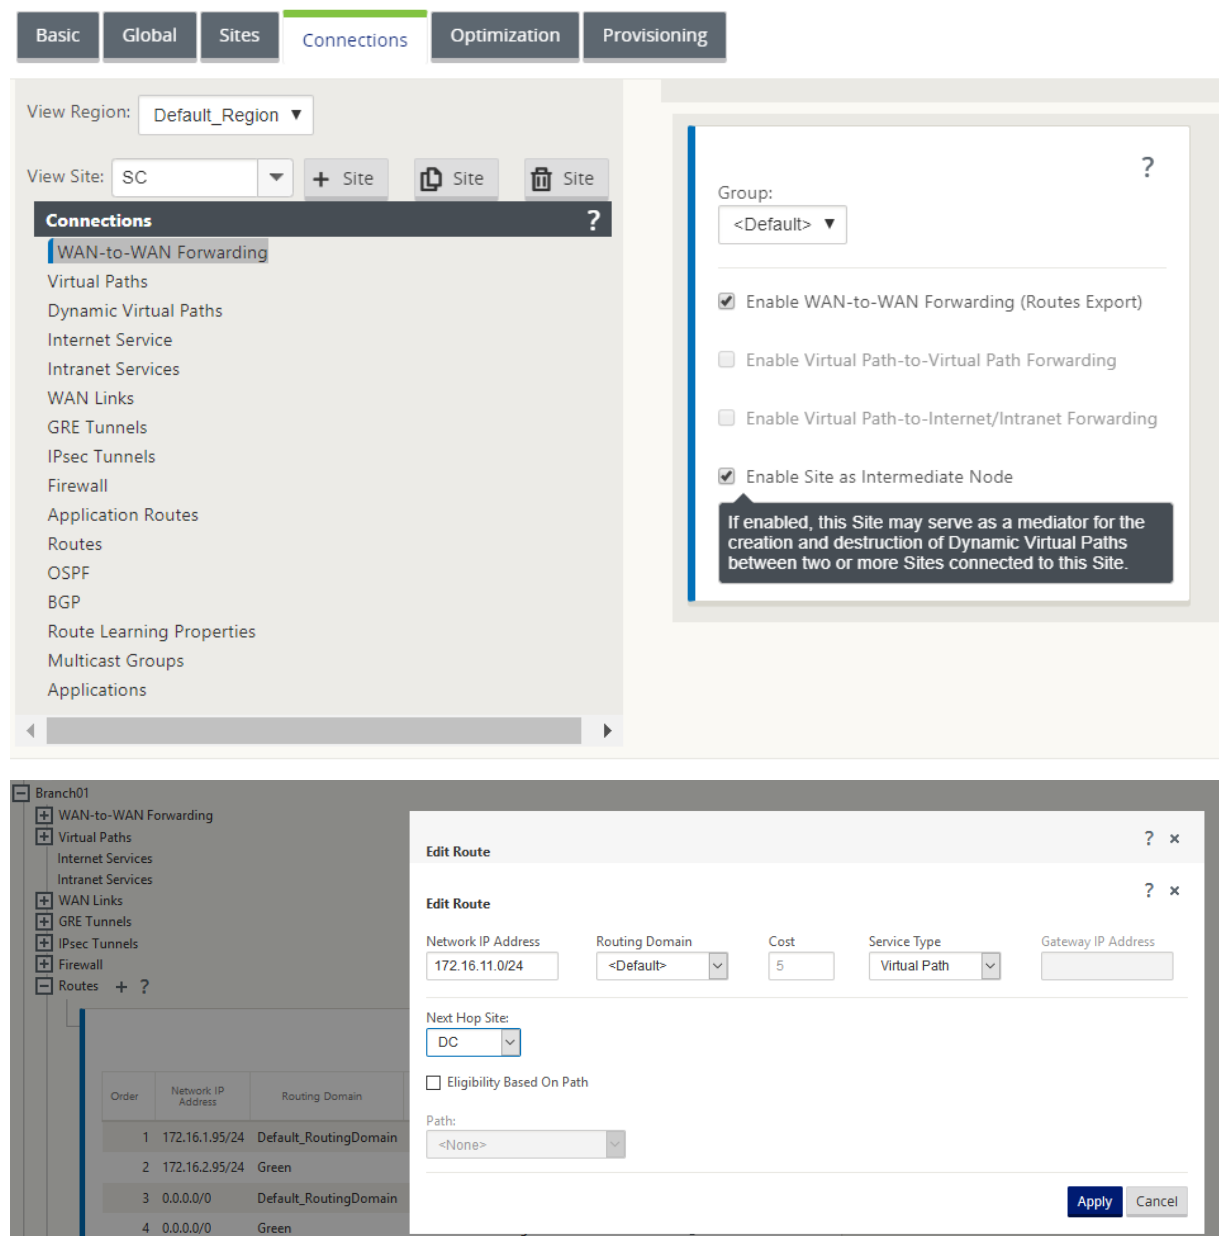 Basic Global Sites Connections Optimization Provisioning
View Region: Default_Region
View Site: SC + Site Site Site
Connections ?
WAN-to-WAN Forwarding
Virtual Paths
Dynamic Virtual Paths
Internet Service
Intranet Services
WAN Links
GRE Tunnels
IPsec Tunnels
Firewall
Application Routes
Routes
OSPF
BGP
Route Learning Properties
Multicast Groups
Applications
?
Group:
<Default>
Enable WAN-to-WAN Forwarding (Routes Export)
Enable Virtual Path-to-Virtual Path Forwarding
Enable Virtual Path-to-Internet/Intranet Forwarding
Enable Site as Intermediate Node
If enabled, this Site may serve as a mediator for the
creation and destruction of Dynamic Virtual Paths
between two or more Sites connected to this Site.
Branch01
WAN-to-WAN Forwarding
Virtual Paths
Internet Services
Intranet Services
WAN Links
GRE Tunnels
IPsec Tunnels
Firewall
Routes + ?
Order Network IP Address Routing Domain
1 172.16.1.95/24 Default_RoutingDomain
2 172.16.2.95/24 Green
3 0.0.0.0/0 Default_RoutingDomain
4 0.0.0.0/0 Green
Edit Route ? ×
Edit Route ? ×
Network IP Address Routing Domain Cost Service Type Gateway IP Address
172.16.11.0/24 <Default> 5 Virtual Path
Next Hop Site:
DC
Eligibility Based On Path
Path:
<None>
Apply Cancel